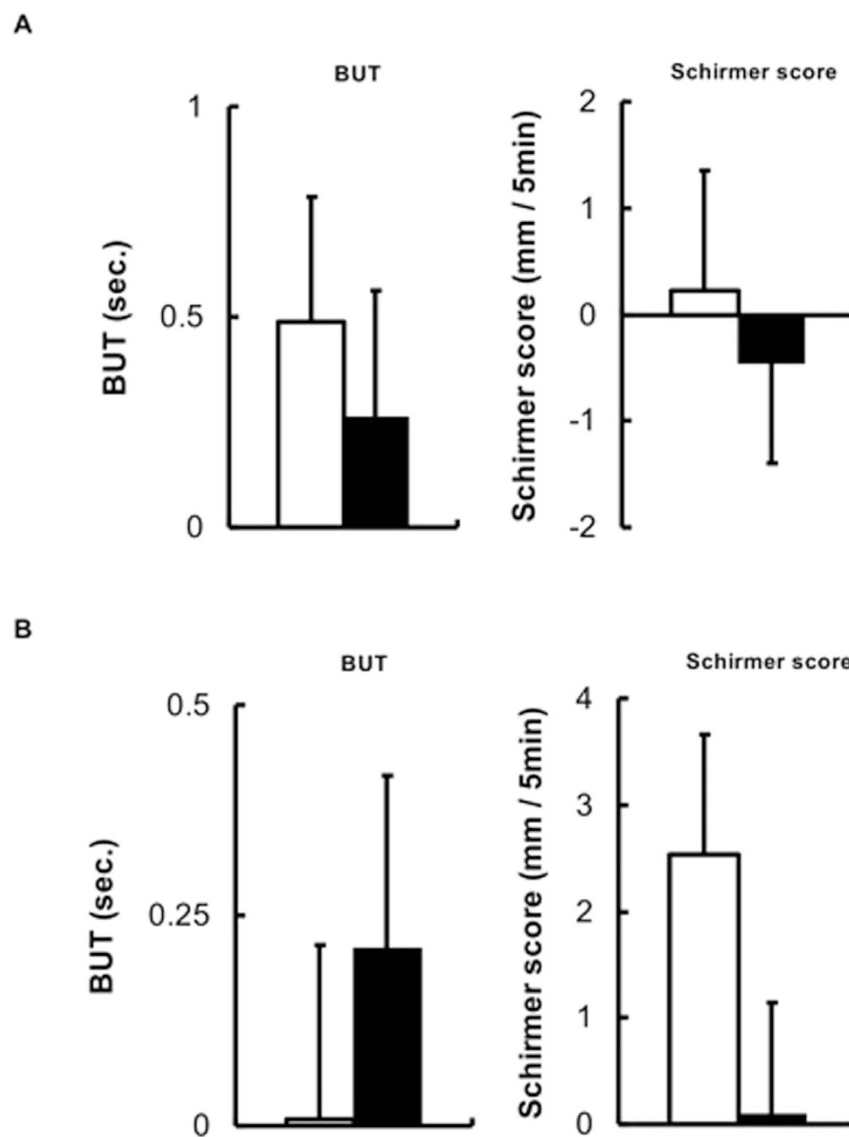 A
BUT
BUT (sec.)
1
0.5
0
Schirmer score
Schirmer score (mm / 5min)
2
1
0
-1
-2
B
BUT
BUT (sec.)
0.5
0.25
0
Schirmer score
Schirmer score (mm / 5min)
4
3
2
1
0